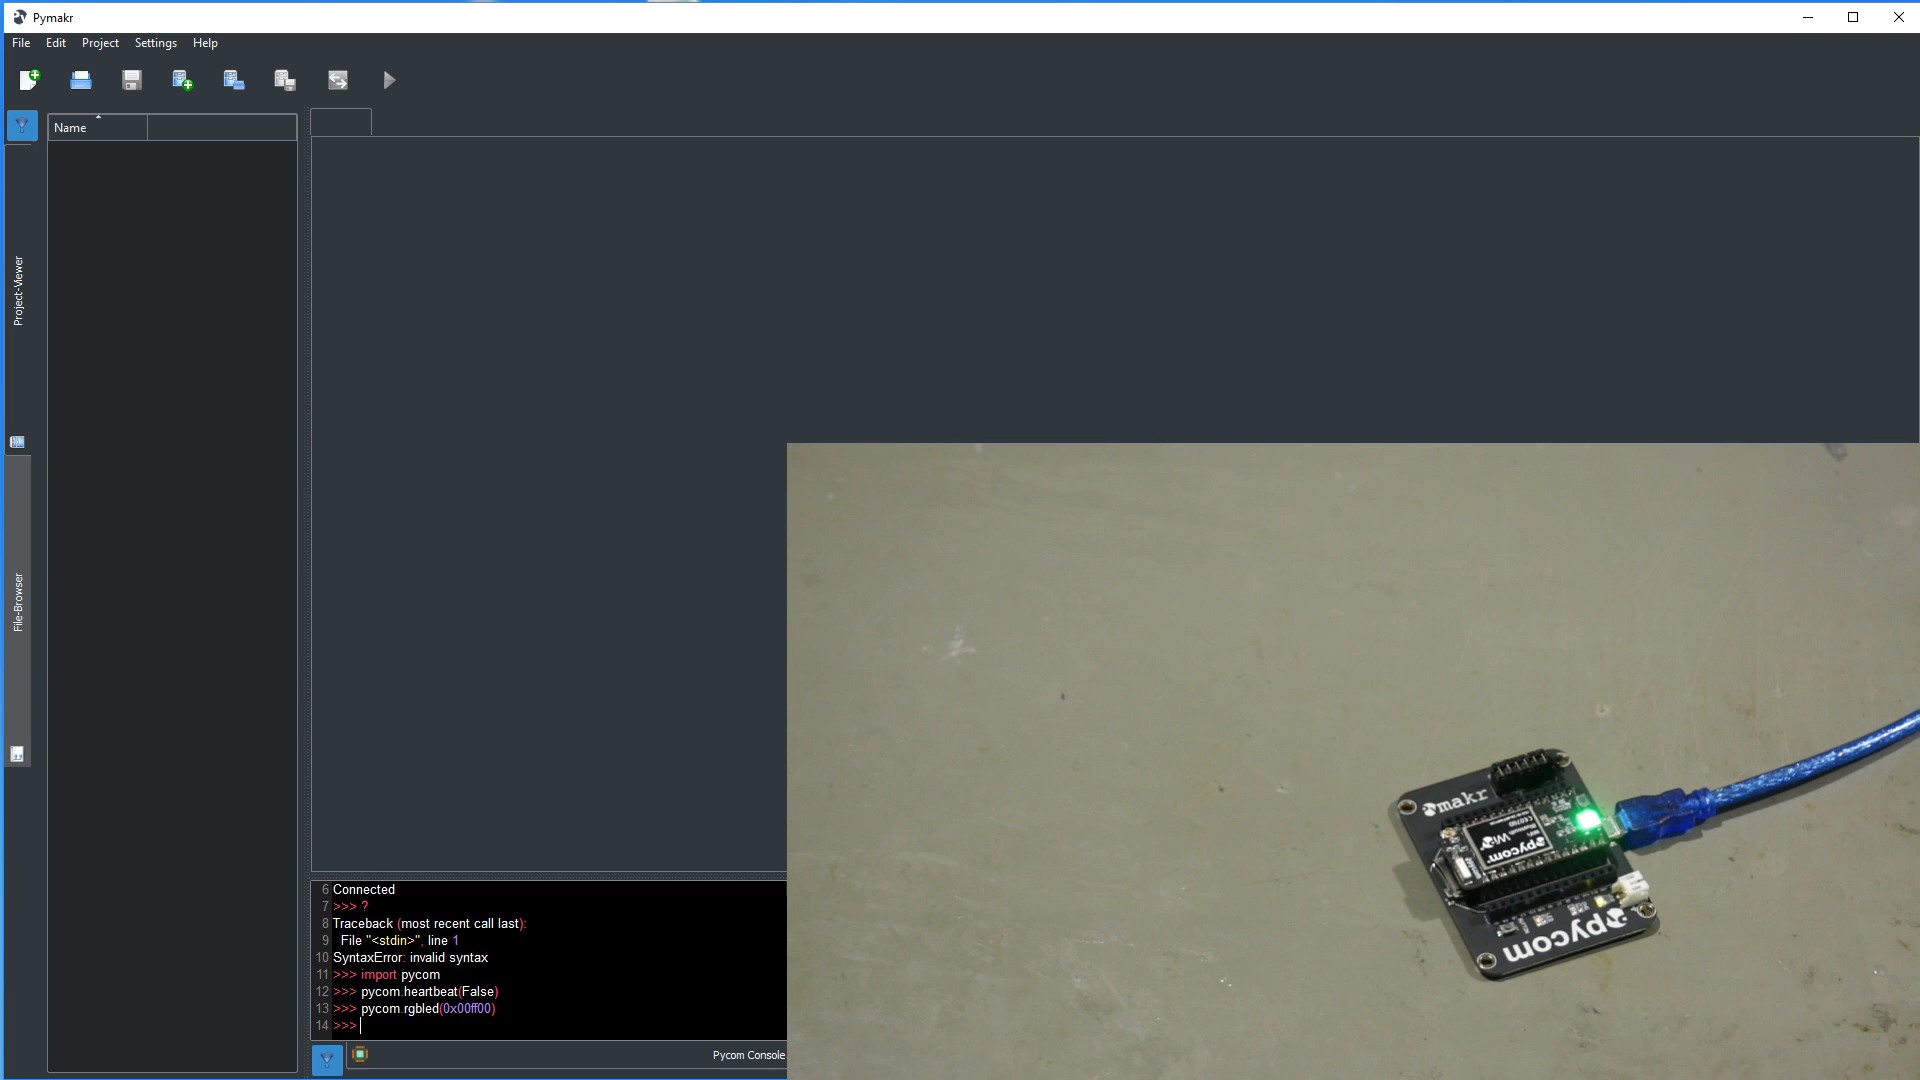 Pymakr
File Edit Project Settings Help
Name
Project-Viewer
File-Browser
6 Connected
7 >>> ?
8 Traceback (most recent call last):
9 File "<stdin>", line 1
10 SyntaxError: invalid syntax
11 >>> import pycom
12 >>> pycom.heartbeat(False)
13 >>> pycom.rgbled(0x00ff00)
14 >>>
Pycom Console
makr
pycom
WiPy
pycom